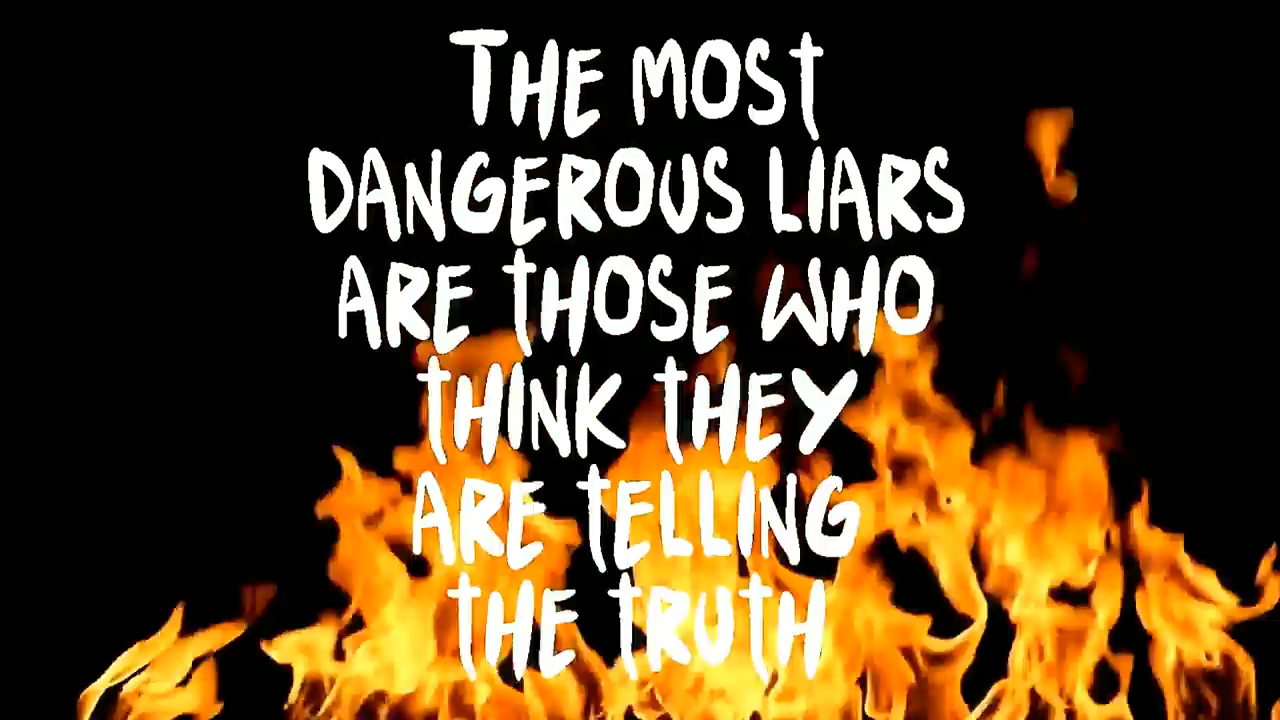 THE MOST
DANGEROUS LIARS
ARE THOSE WHO
THINK THEY
ARE TELLING
THE TRUTH